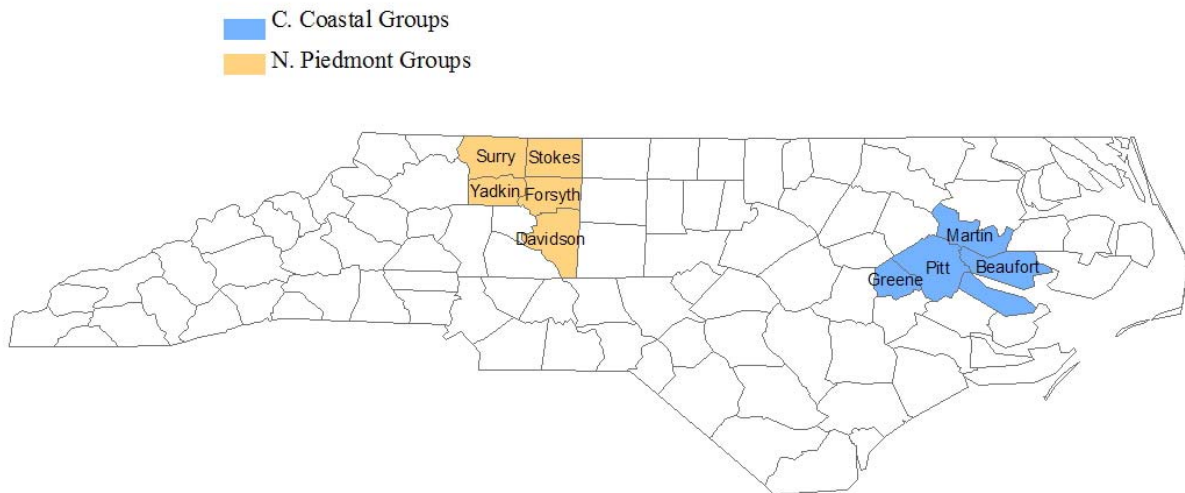 C. Coastal Groups
N. Piedmont Groups
Surry Stokes
Yadkin Forsyth
Davidson
Martin
Beaufort
Pitt
Greene